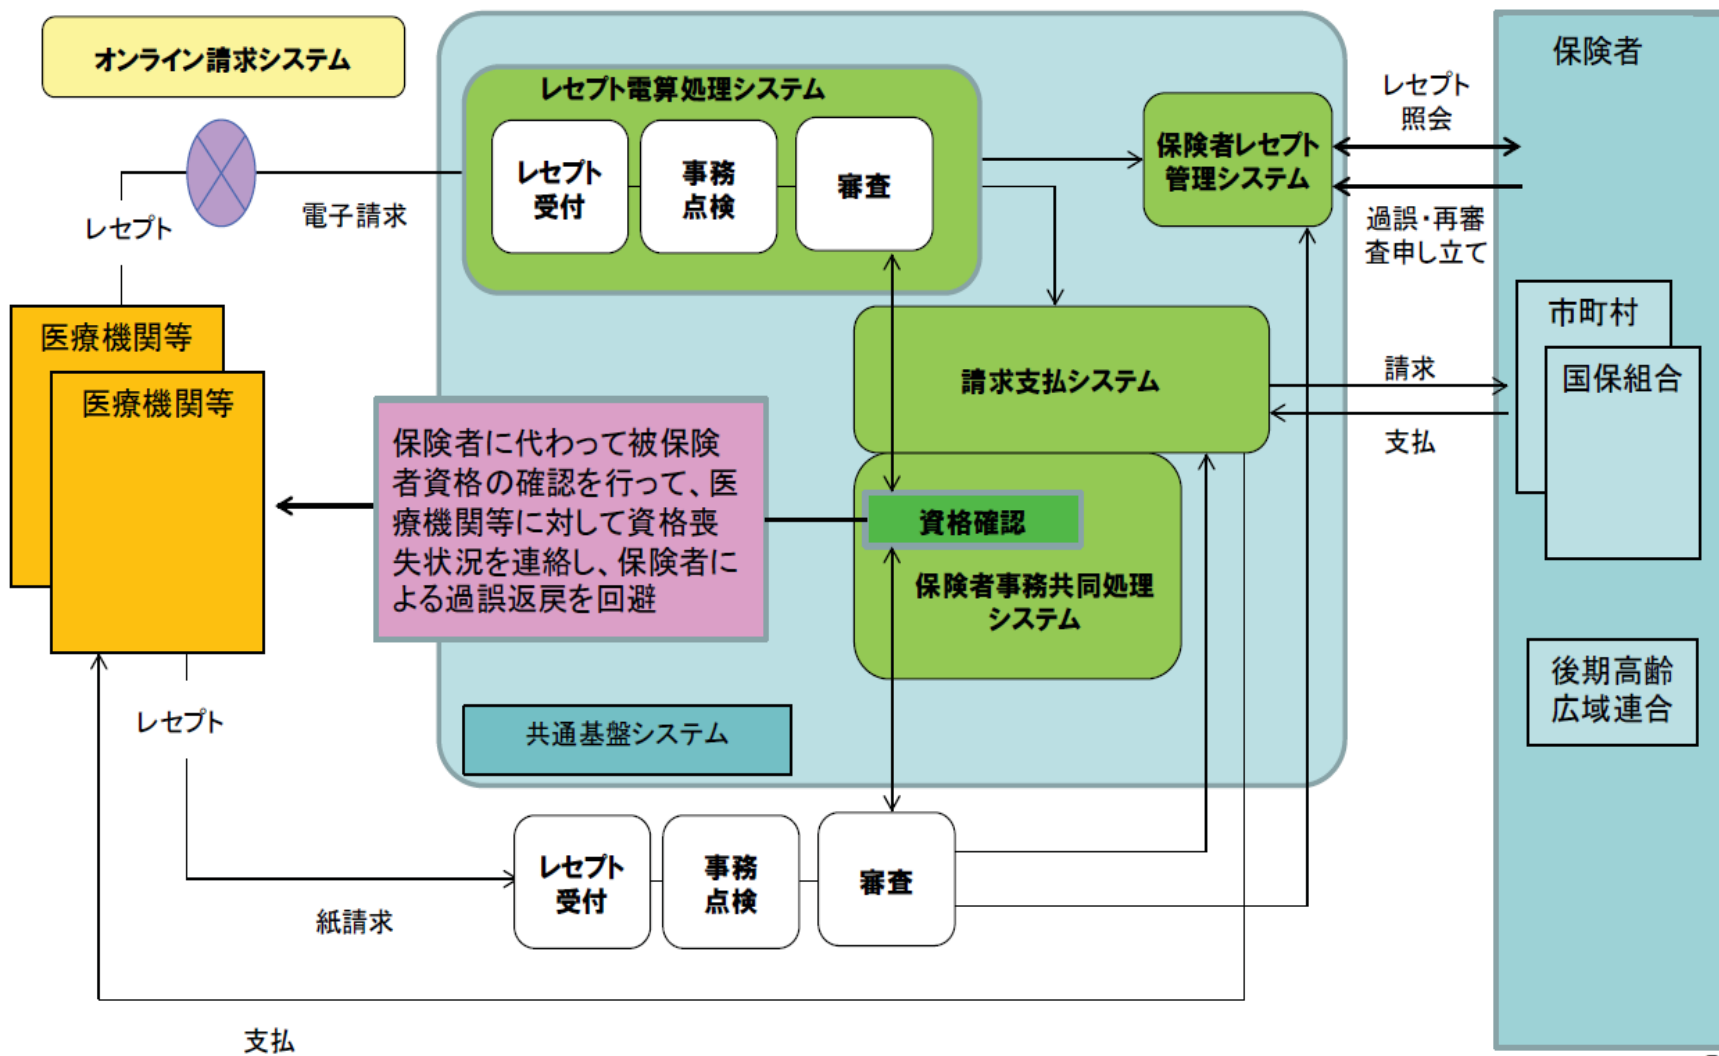 オンライン請求システム
レセプト電算処理システム
レセプト
受付
事務
点検
審査
保険者レセプト
管理システム
レセプト
照会
過誤・再審
査申し立て
保険者
レセプト
電子請求
医療機関等
医療機関等
請求支払システム
請求
支払
市町村
国保組合
保険者に代わって被保険
者資格の確認を行って、医
療機関等に対して資格喪
失状況を連絡し、保険者に
よる過誤返戻を回避
資格確認
保険者事務共同処理
システム
後期高齢
広域連合
レセプト
共通基盤システム
レセプト
受付
事務
点検
審査
紙請求
支払